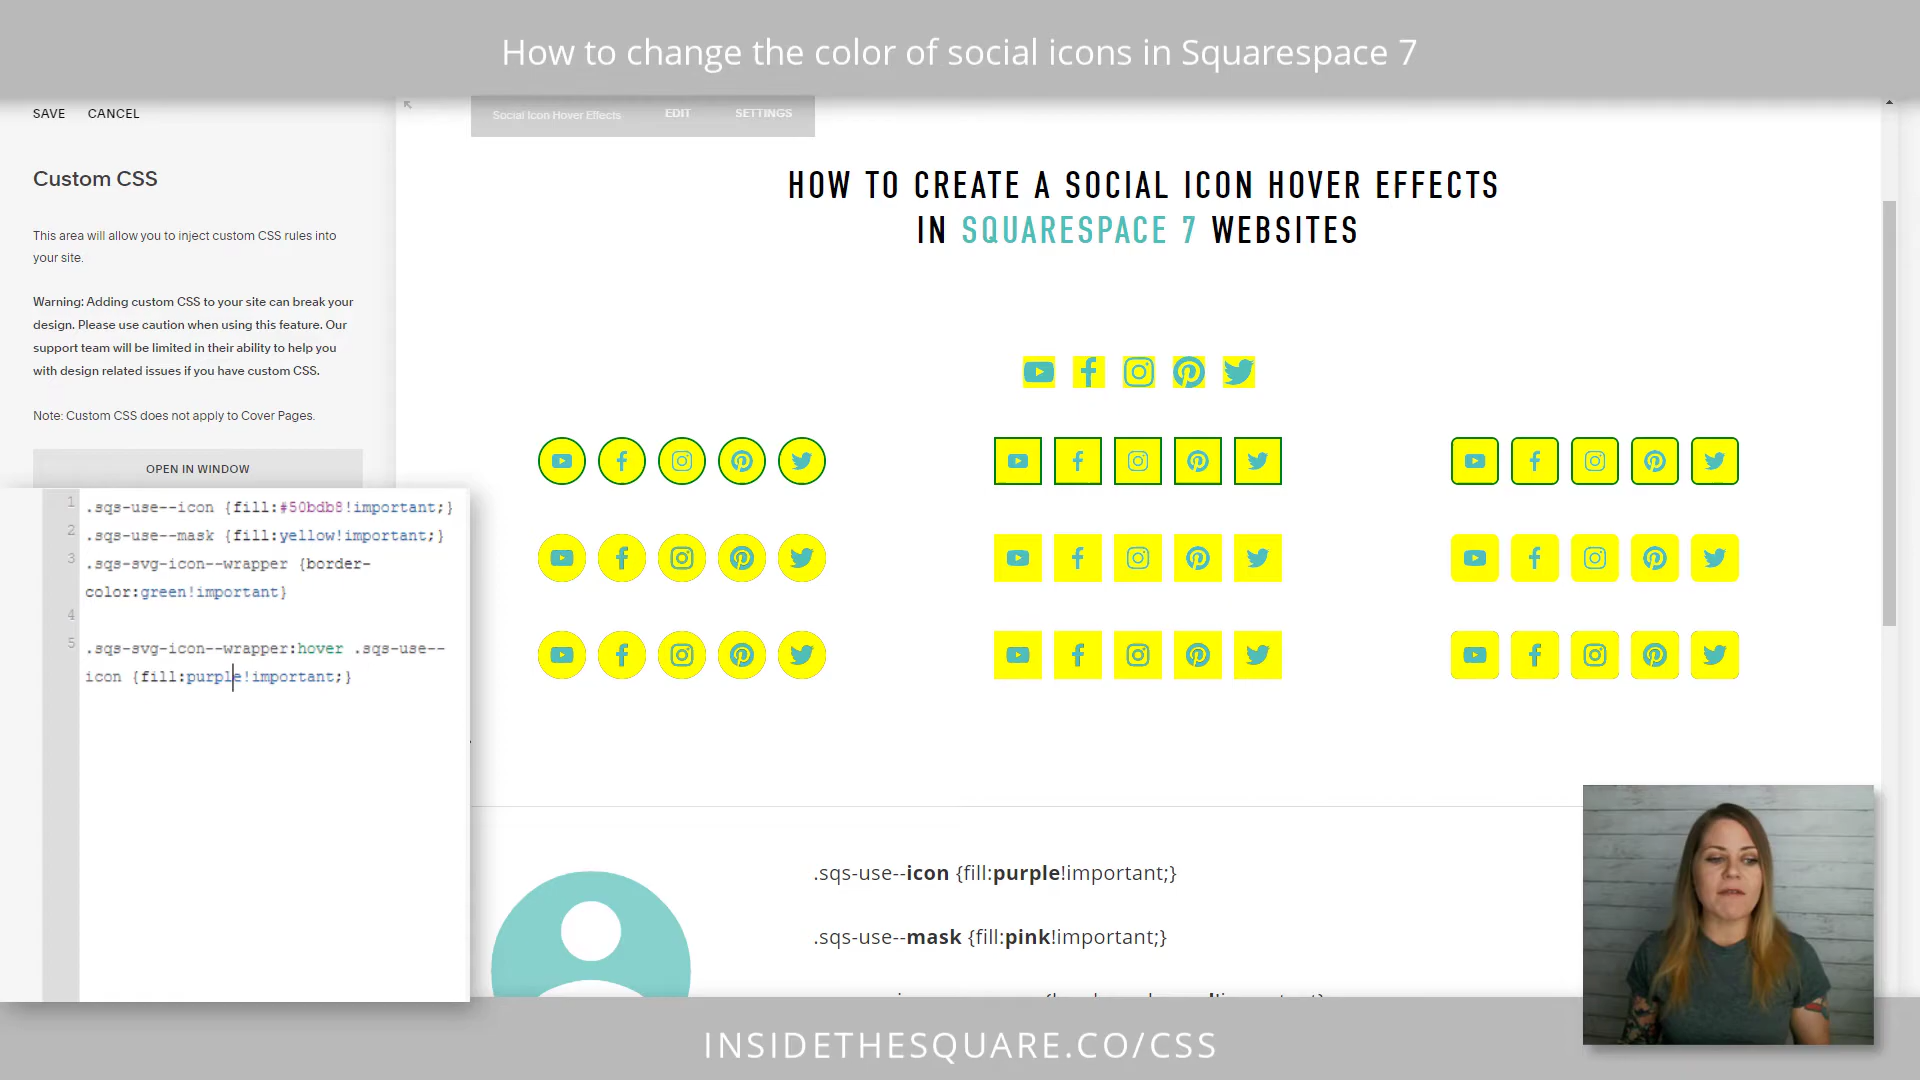 How to change the color of social icons in Squarespace 7
SAVE CANCEL
Custom CSS
This area will allow you to inject custom CSS rules into
your site.
Warning: Adding custom CSS to your site can break your
design. Please use caution when using this feature. Our
support team will be limited in their ability to help you
with design related issues if you have custom CSS.
Note: Custom CSS does not apply to Cover Pages.
OPEN IN WINDOW
1 .sqs-use--icon {fill:#50bdb8!important;}
2 .sqs-use--mask {fill:yellow!important;}
3 .sqs-svg-icon--wrapper {border-
color:green!important}
4
5 .sqs-svg-icon--wrapper:hover .sqs-use--
icon {fill:purple!important;}
Social Icon Hover Effects EDIT SETTINGS
HOW TO CREATE A SOCIAL ICON HOVER EFFECTS
IN SQUARESPACE 7 WEBSITES
.sqs-use--icon {fill:purple!important;}
.sqs-use--mask {fill:pink!important;}
INSIDETHESQUARE.CO/CSS